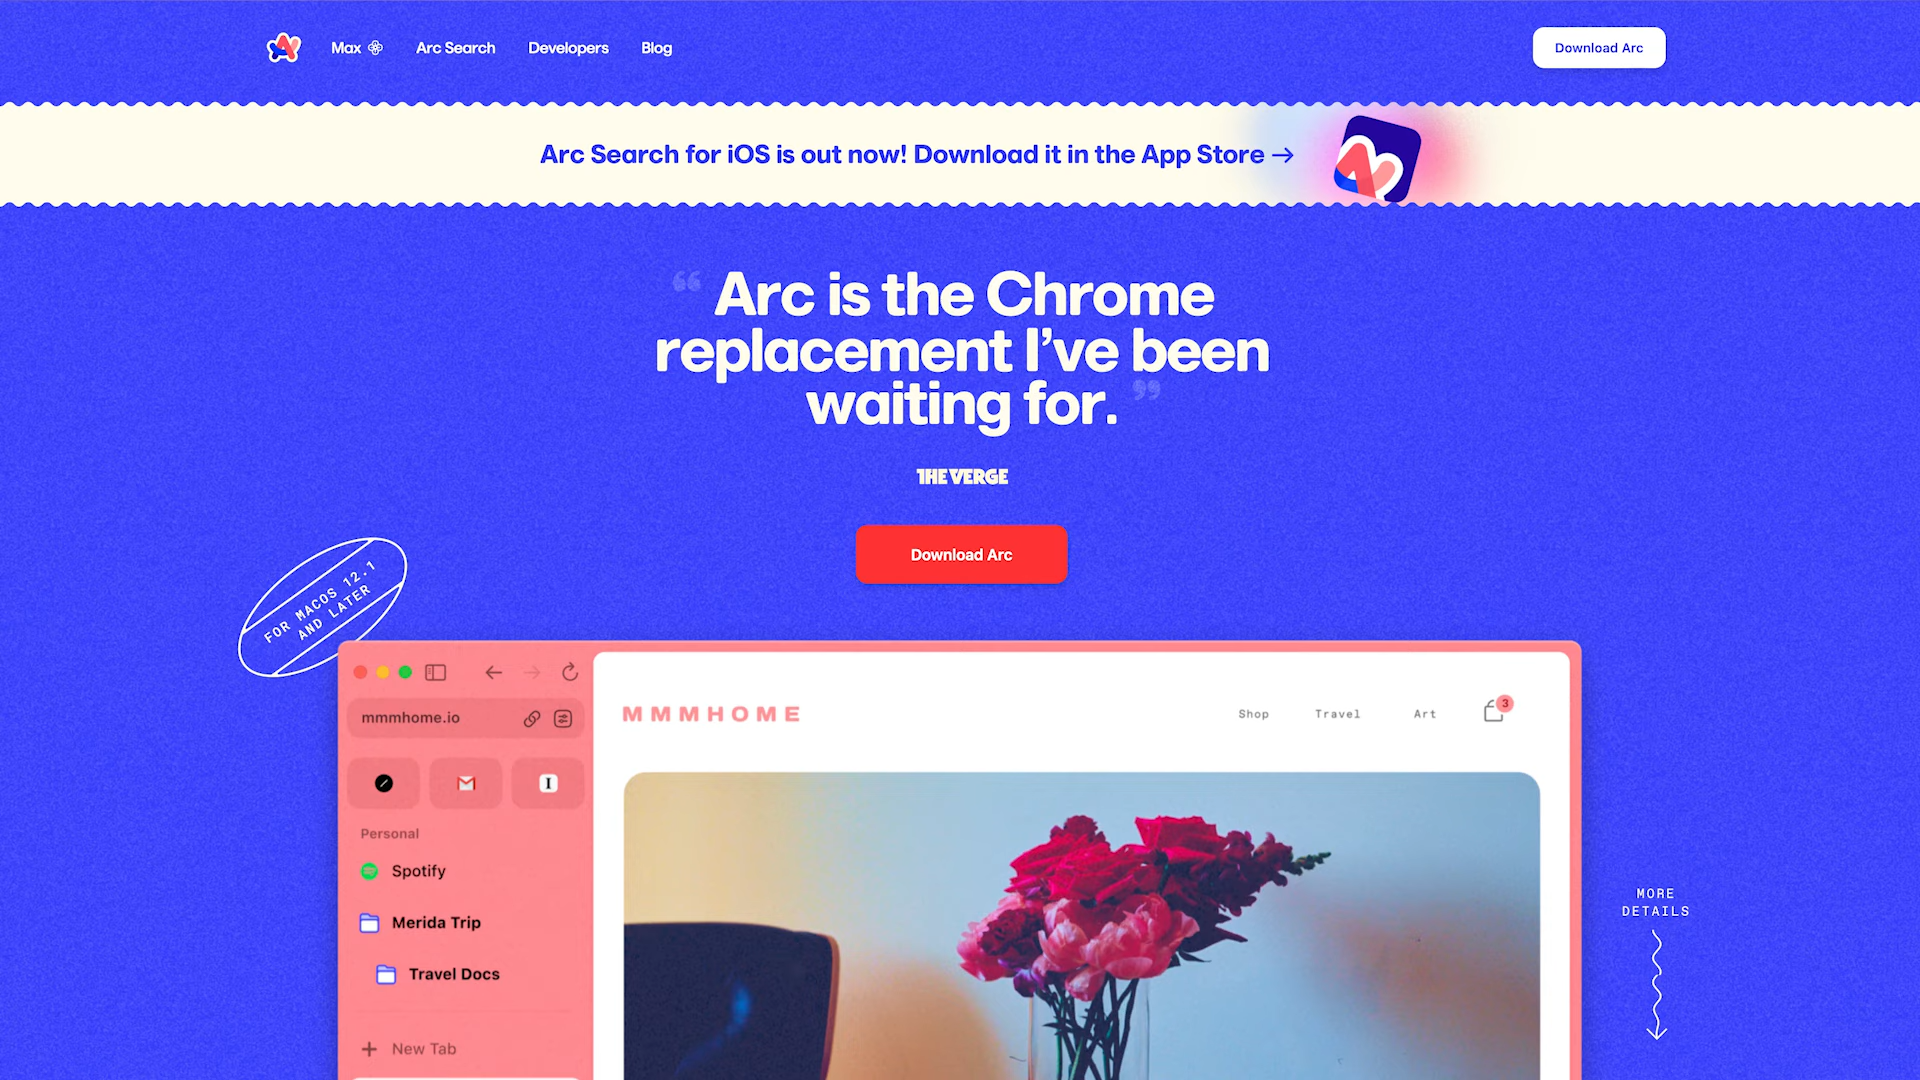 Max
Arc Search
Developers
Blog
Download Arc
Arc Search for iOS is out now! Download it in the App Store →
“ Arc is the Chrome
replacement I’ve been
waiting for. ”
THE VERGE
Download Arc
FOR MACOS 12.1
AND LATER
mmmhome.io
Personal
Spotify
Merida Trip
Travel Docs
+ New Tab
MMMHOME
Shop
Travel
Art
3
MORE
DETAILS